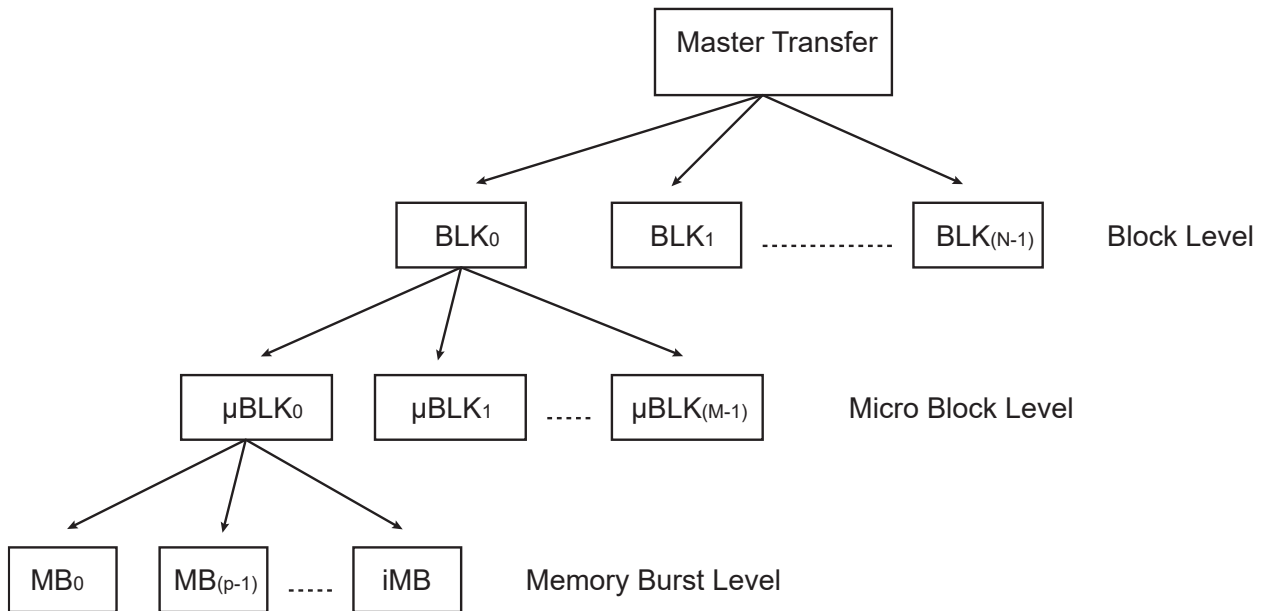 Master Transfer
BLK0 BLK1 BLK(N-1) Block Level
µBLK0 µBLK1 µBLK(M-1) Micro Block Level
MB0 MB(p-1) iMB Memory Burst Level